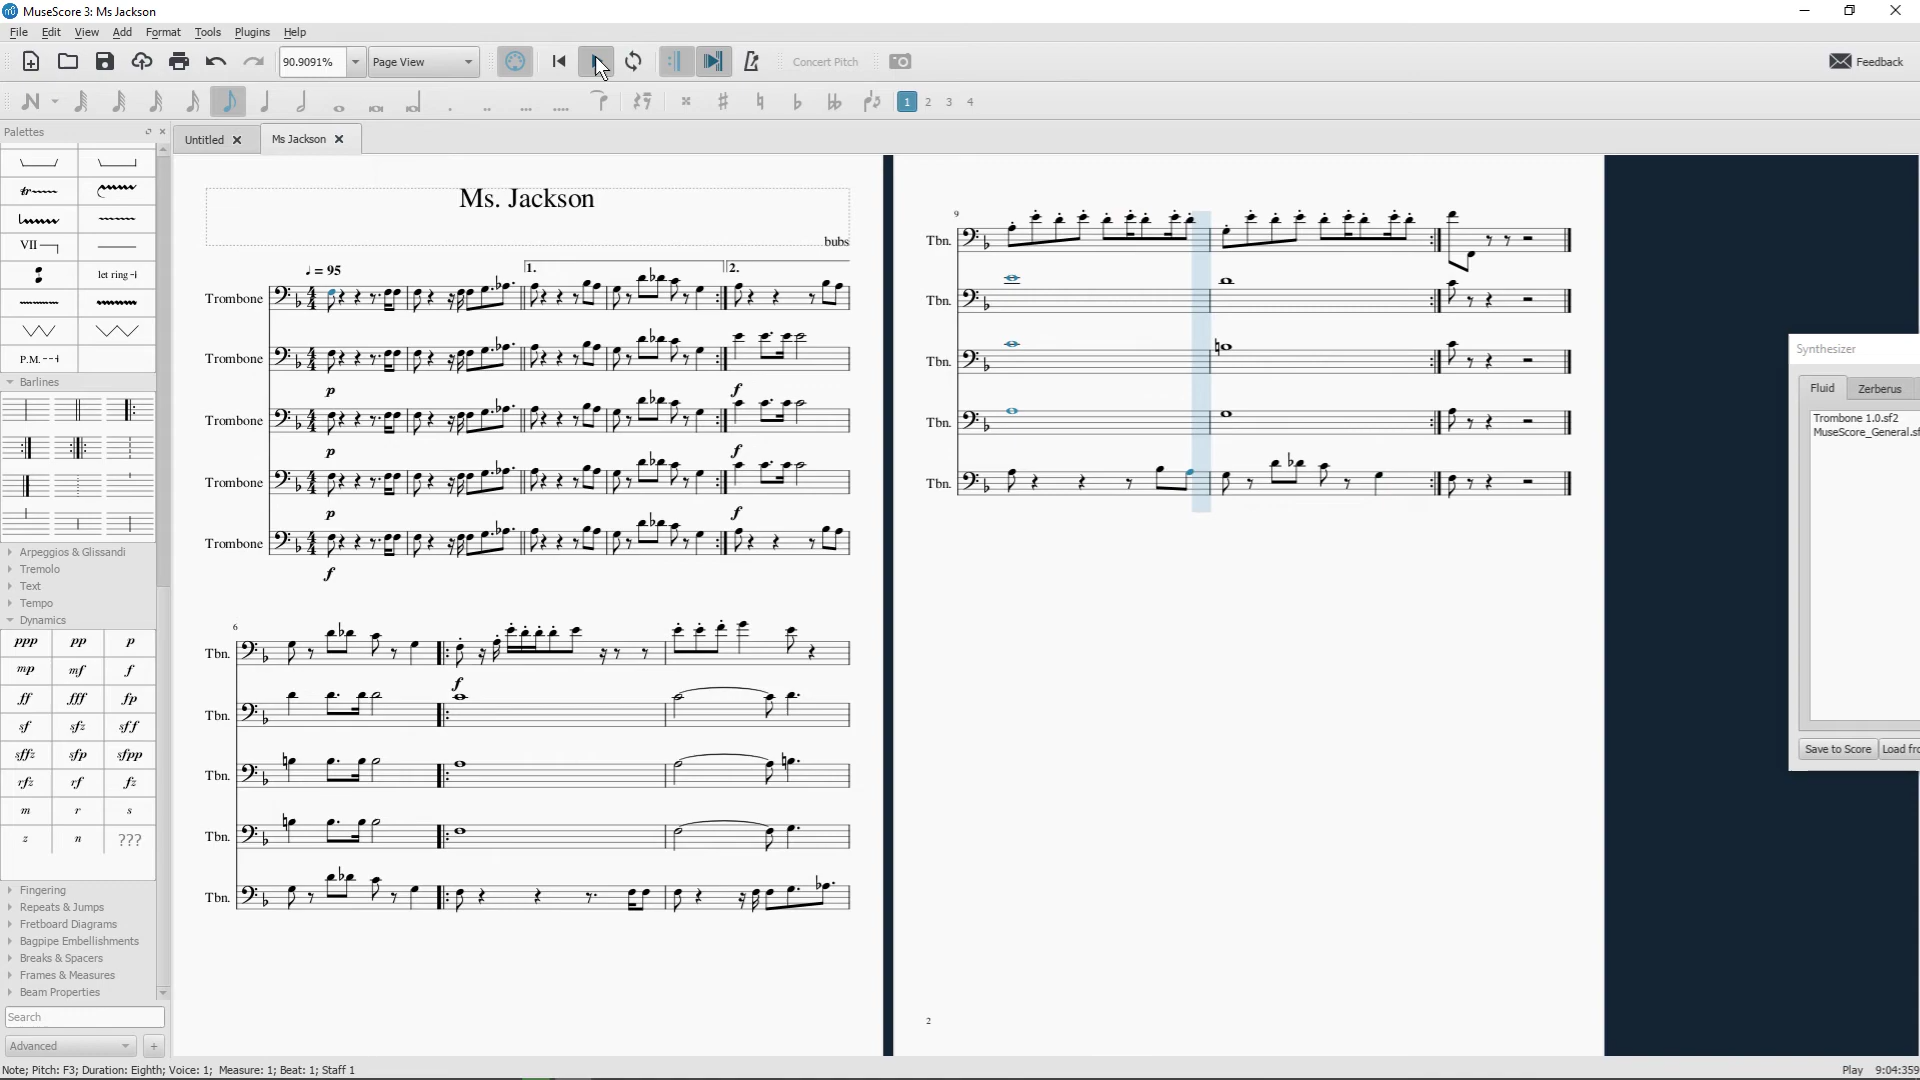 MuseScore 3: Ms Jackson
File Edit View Add Format Tools Plugins Help
90.9091% Page View Concert Pitch Feedback
1 2 3 4
Palettes
Untitled Ms Jackson
tr
VII
let ring
P.M.
Barlines
Arpeggios & Glissandi
Tremolo
Text
Tempo
Dynamics
ppp pp p
mp mf f
ff fff fp
sf sfz sff
sffz sfp sfpp
rfz rf fz
m r s
z n ???
Fingering
Repeats & Jumps
Fretboard Diagrams
Bagpipe Embellishments
Breaks & Spacers
Frames & Measures
Beam Properties
Search
Advanced +
Ms. Jackson
bubs
♩ = 95
1. 2.
Trombone
Trombone
p f
Trombone
p f
Trombone
p f
Trombone
f
6
Tbn.
f
Tbn.
Tbn.
Tbn.
Tbn.
9
Tbn.
Tbn.
Tbn.
Tbn.
Tbn.
2
Synthesizer
Fluid Zerberus
Trombone 1.0.sf2
MuseScore_General.sf
Save to Score Load fro
Note; Pitch: F3; Duration: Eighth; Voice: 1; Measure: 1; Beat: 1; Staff 1
Play 9:04:359